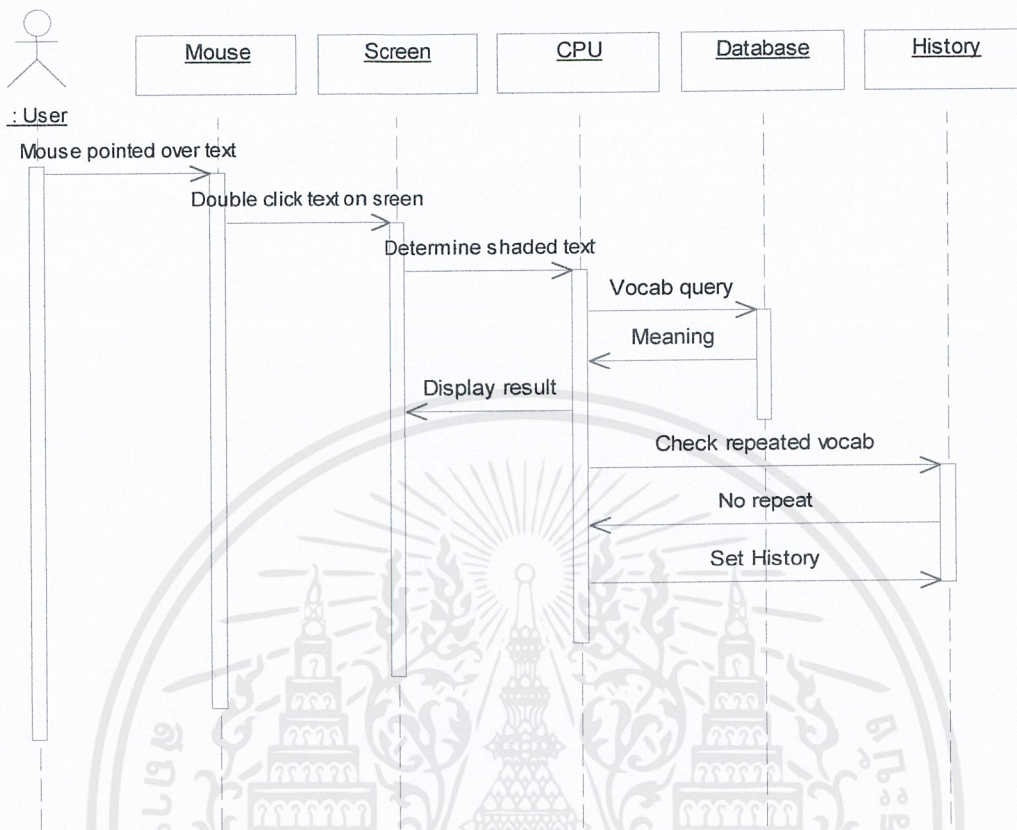 Mouse
Screen
CPU
Database
History
: User
Mouse pointed over text
Double click text on sreen
Determine shaded text
Vocab query
Meaning
Display result
Check repeated vocab
No repeat
Set History